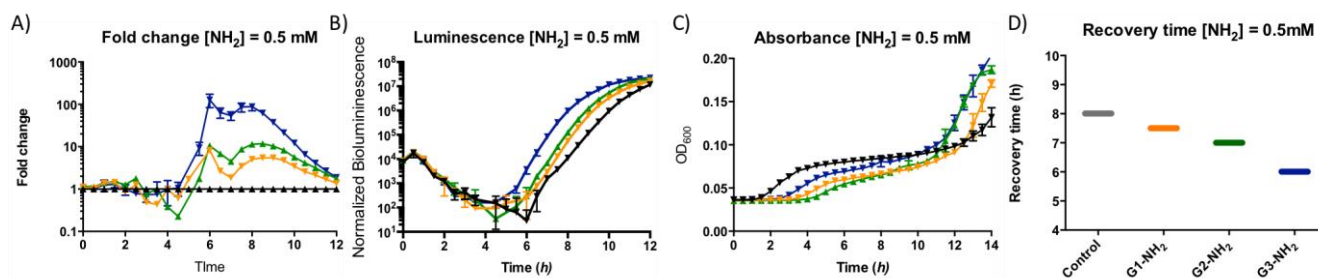 A)
Fold change [NH2] = 0.5 mM
Fold change
1000
100
10
1
0.1
0 2 4 6 8 10 12
TIme
B)
Luminescence [NH2] = 0.5 mM
Normalized Biolumininescence
10^8
10^7
10^6
10^5
10^4
10^3
10^2
10^1
0 2 4 6 8 10 12
Time (h)
C)
Absorbance [NH2] = 0.5 mM
OD600
0.20
0.15
0.10
0.05
0.00
0 2 4 6 8 10 12 14
Time (h)
D)
Recovery time [NH2] = 0.5mM
Recovery time (h)
10
9
8
7
6
5
4
Control
G1-NH2
G2-NH2
G3-NH2